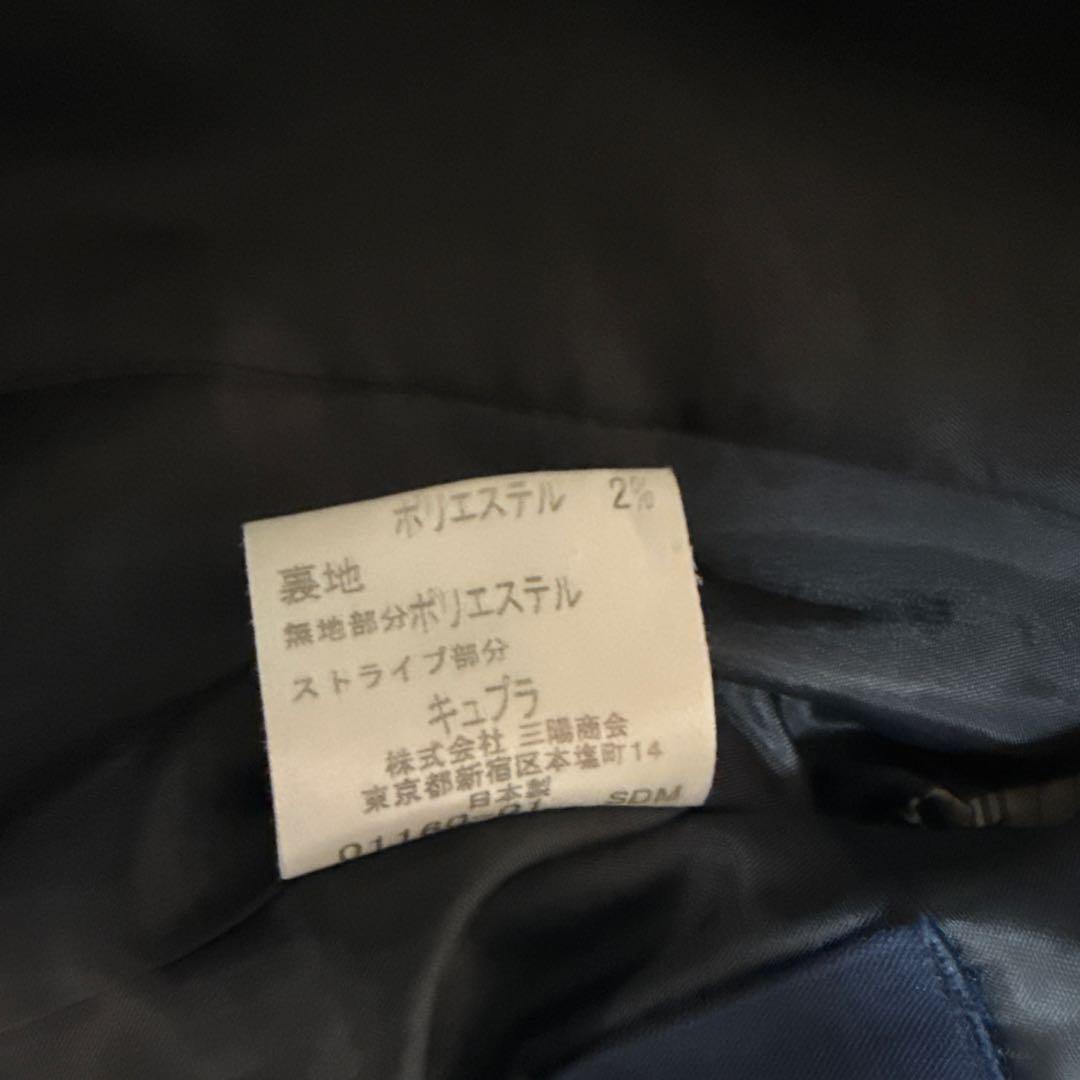 ポリエステル 2%
裏地
無地部分ポリエステル
ストライプ部分
キュプラ
株式会社 三陽商会
東京都新宿区本塩町14
日本製
01160-01 SDM